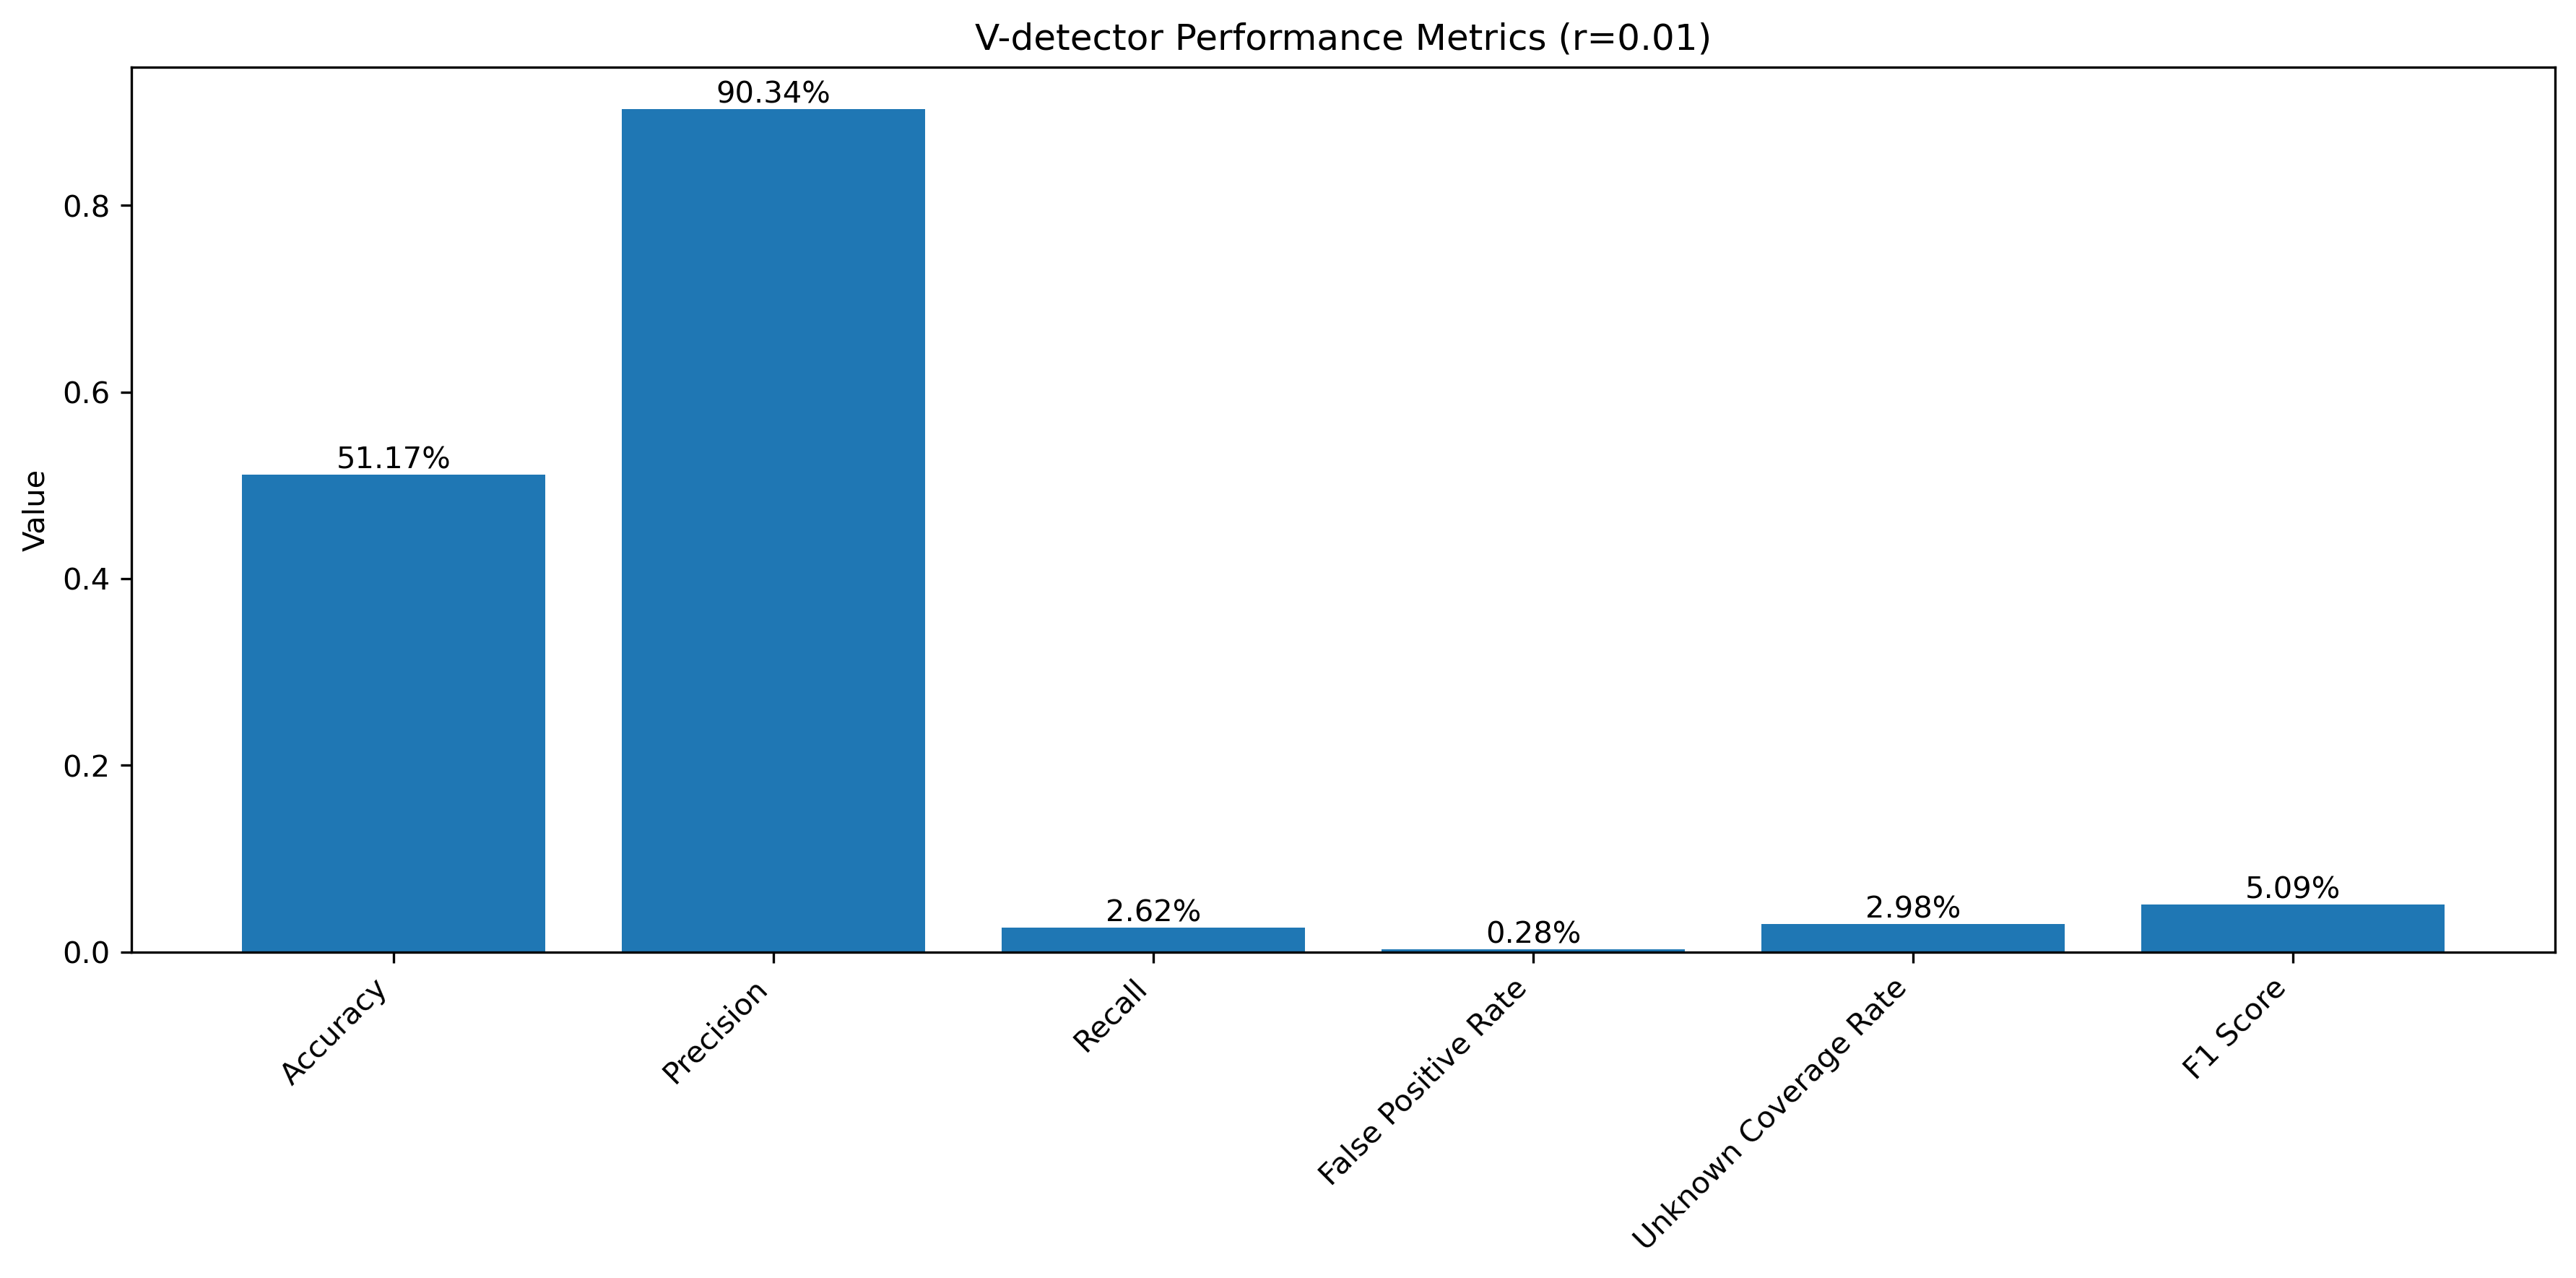 V-detector Performance Metrics (r=0.01)
Value
0.8
0.6
0.4
0.2
0.0
51.17%
90.34%
2.62%
0.28%
2.98%
5.09%
Accuracy
Precision
Recall
False Positive Rate
Unknown Coverage Rate
F1 Score